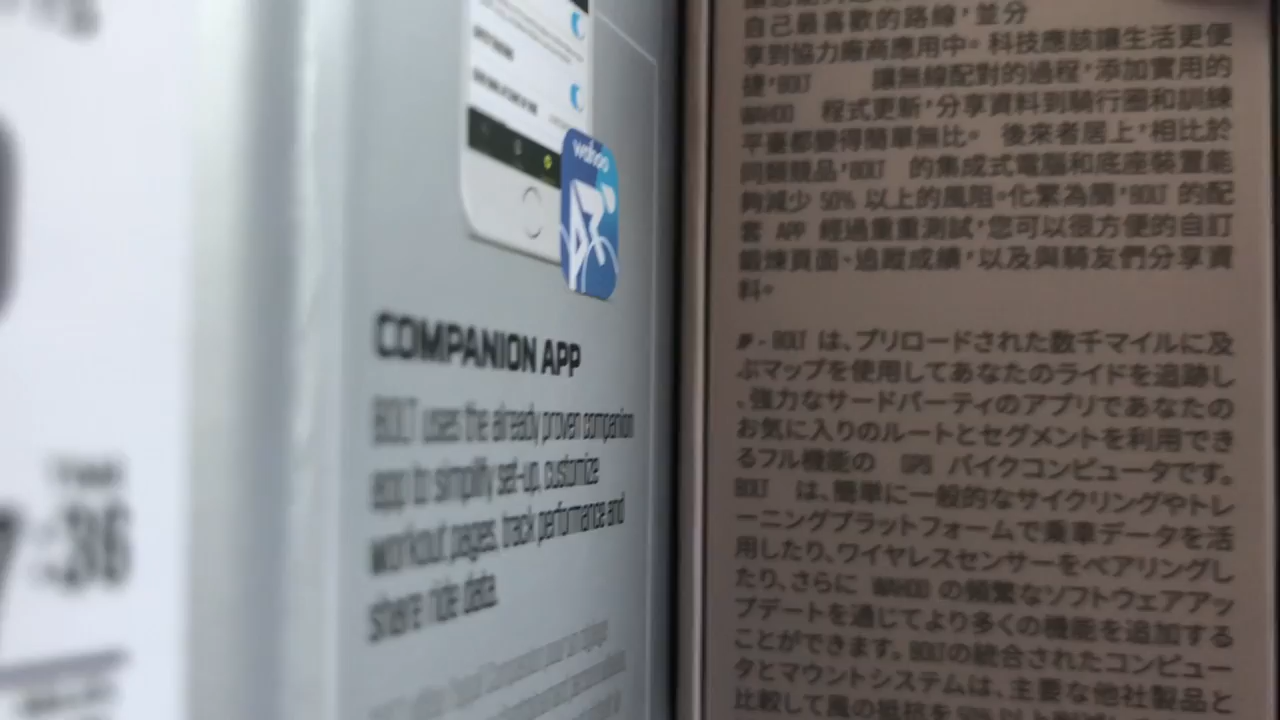 wahoo
COMPANION APP
BOLT uses the already proven companion
app to simplify set-up, customize
workout pages, track performance and
share ride data.
:36
自己最喜歡的路線，並分
享到協力廠商應用中。科技應該讓生活更便
捷，BOLT 讓無線配對的過程，添加實用的
WAHOO 程式更新，分享資料到騎行圈和訓練
平臺都變得簡單無比。 後來者居上，相比於
同類競品，BOLT 的集成式電腦和底座裝置能
夠減少 50% 以上的風阻。化繁為簡，BOLT 的配
套 APP 經過重重測試，您可以很方便的自訂
鍛煉頁面、追蹤成績，以及與騎友們分享資
料。
JP - BOLT は、プリロードされた数千マイルに及
ぶマップを使用してあなたのライドを追跡し
、強力なサードパーティのアプリであなたの
お気に入りのルートとセグメントを利用でき
るフル機能の GPS バイクコンピュータです。
BOLT は、簡単に一般的なサイクリングやトレ
ーニングプラットフォームで乗車データを活
用したり、ワイヤレスセンサーをペアリングし
たり、さらに WAHOO の頻繁なソフトウェアアッ
プデートを通じてより多くの機能を追加する
ことができます。BOLTの統合されたコンピュー
タとマウントシステムは、主要な他社製品と
比較して風の抵抗を 50%